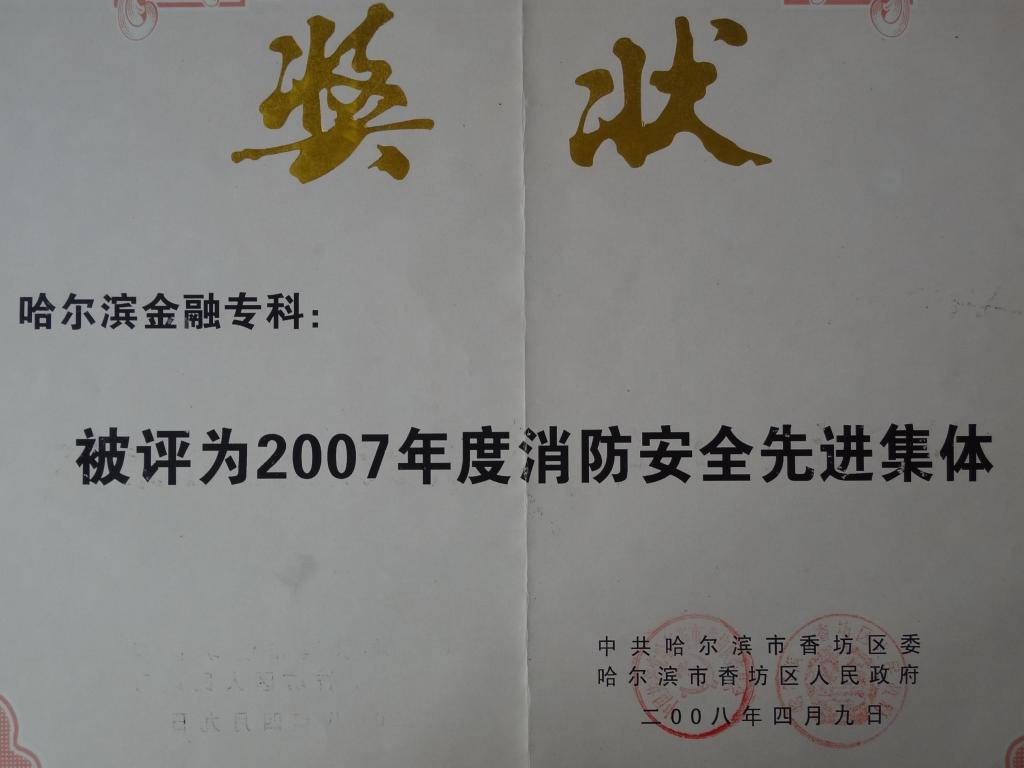 奖状
哈尔滨金融专科：
被评为2007年度消防安全先进集体
中共哈尔滨市香坊区委
哈尔滨市香坊区人民政府
二00八年四月九日